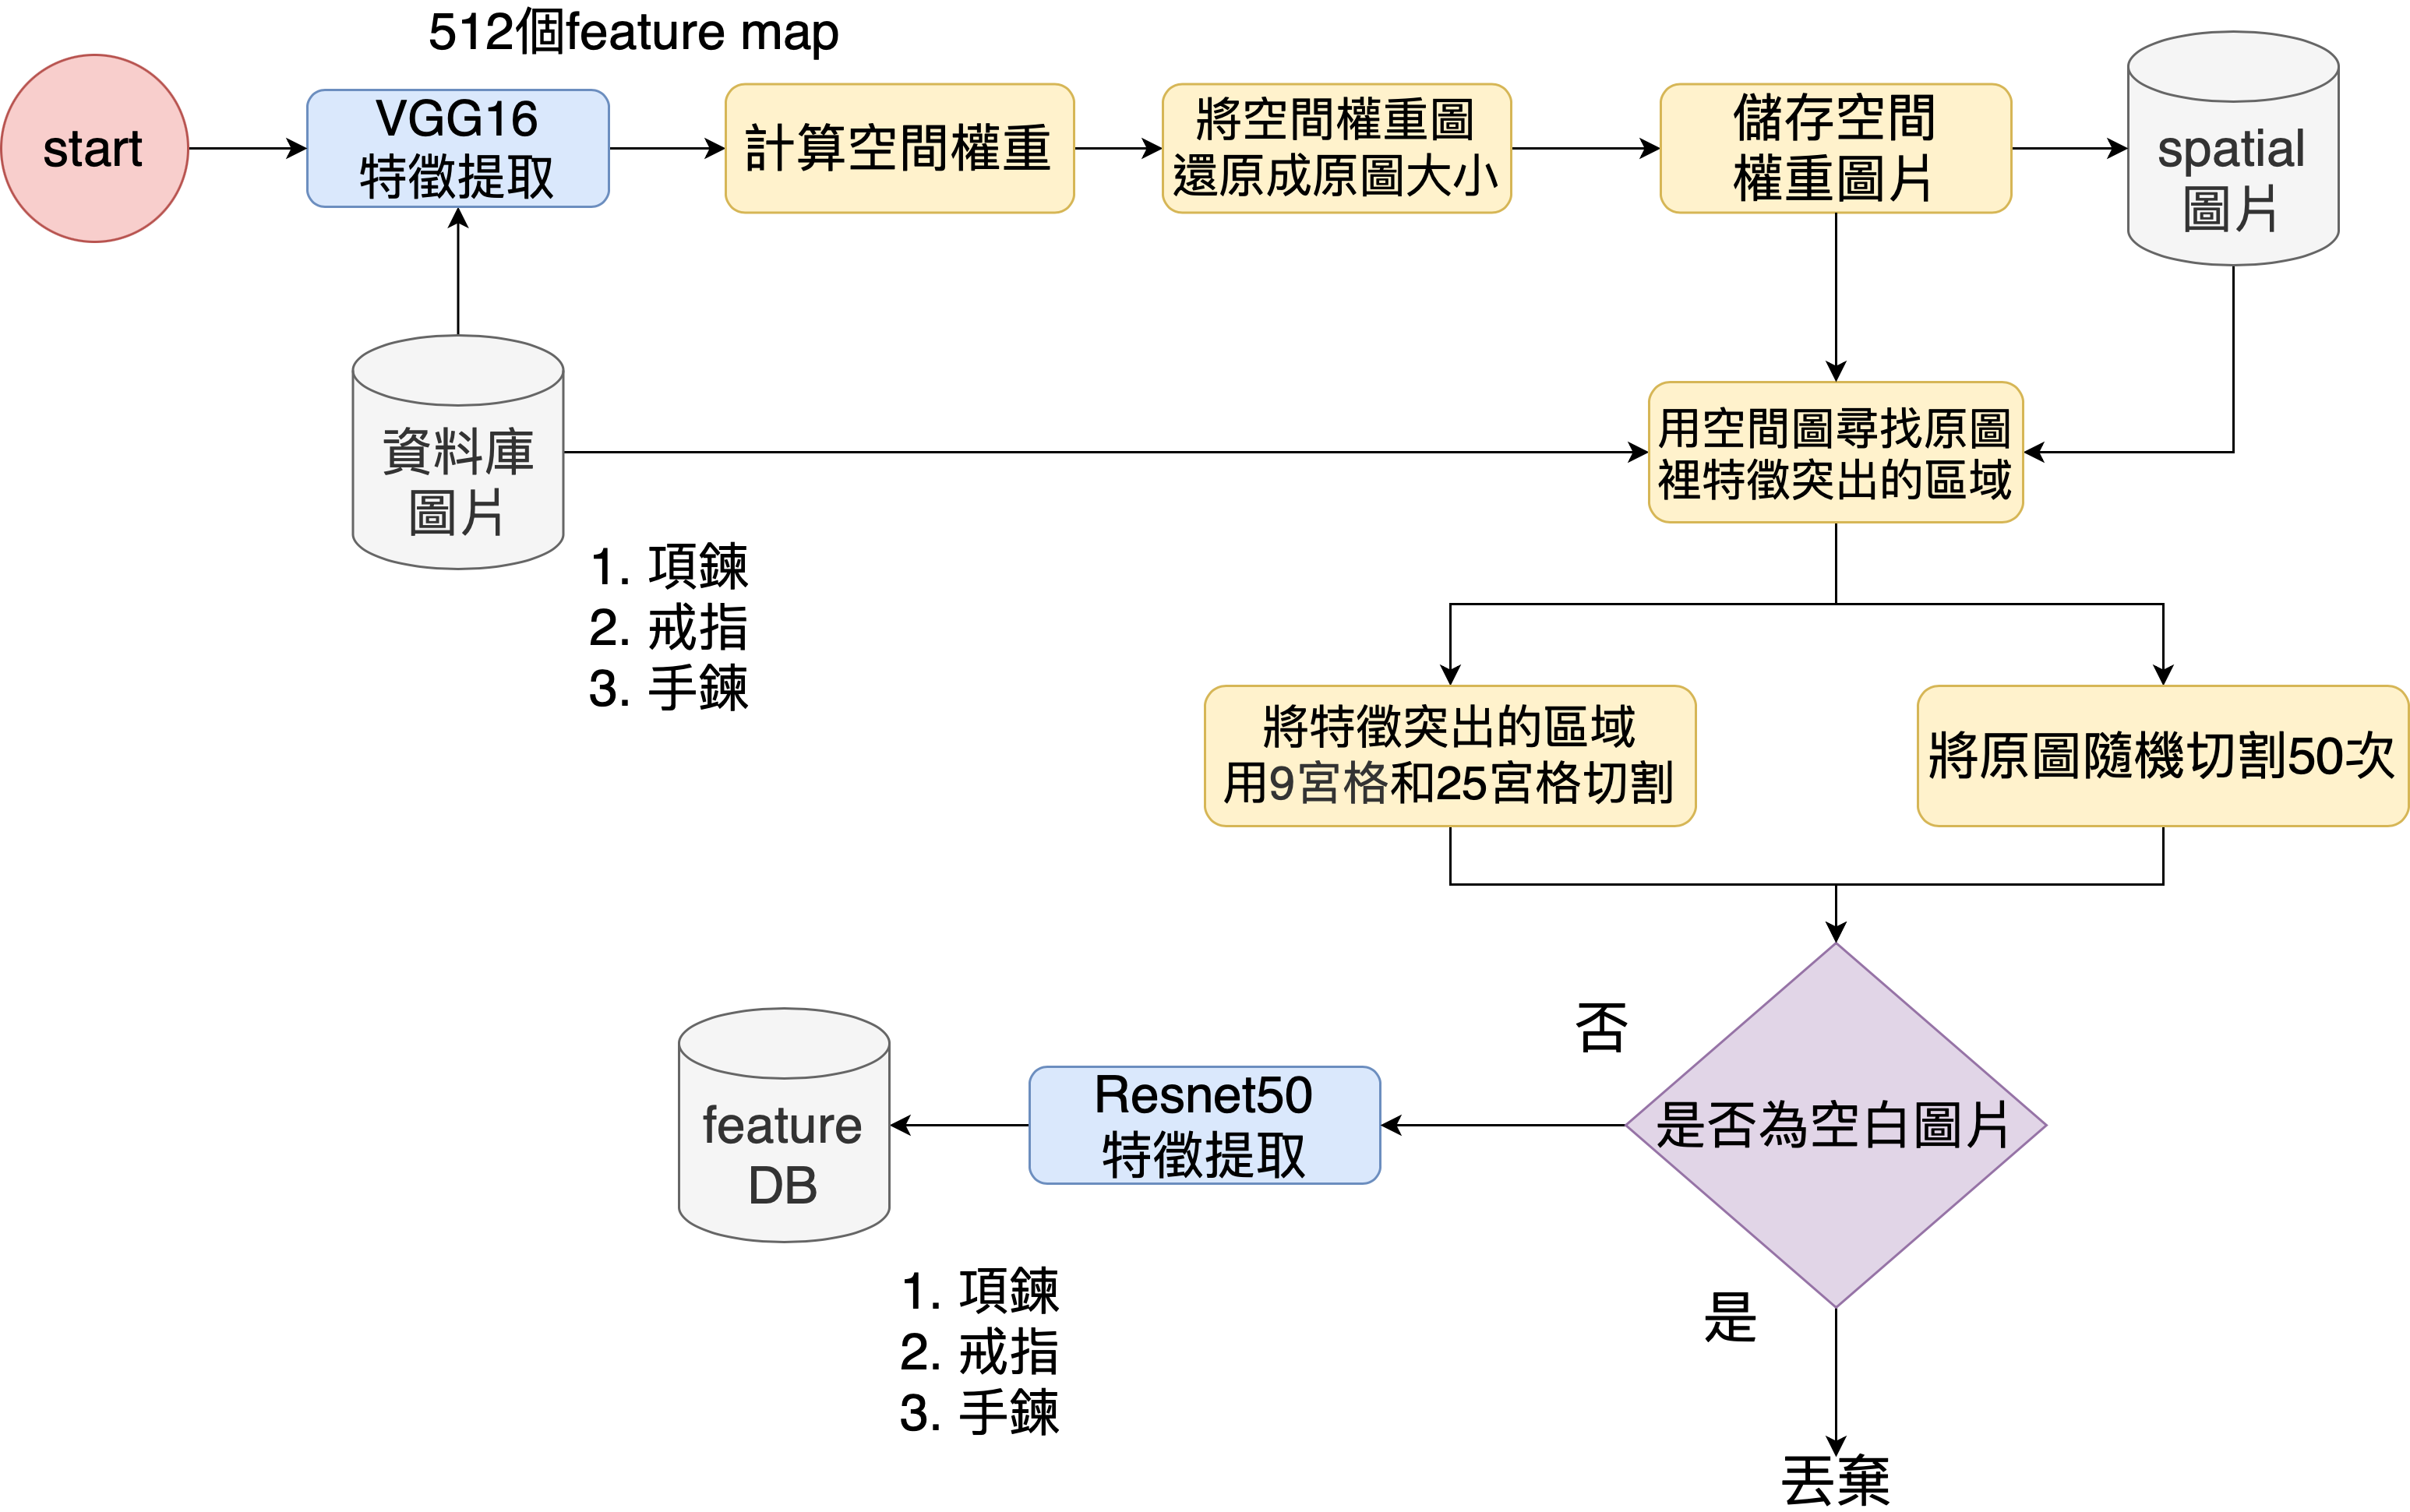 512個feature map
start
VGG16
特徵提取
計算空間權重
將空間權重圖
還原成原圖大小
儲存空間
權重圖片
spatial
圖片
資料庫
圖片
1. 項鍊
2. 戒指
3. 手鍊
用空間圖尋找原圖
裡特徵突出的區域
將特徵突出的區域
用9宮格和25宮格切割
將原圖隨機切割50次
否
是否為空白圖片
Resnet50
特徵提取
feature
DB
1. 項鍊
2. 戒指
3. 手鍊
是
丟棄